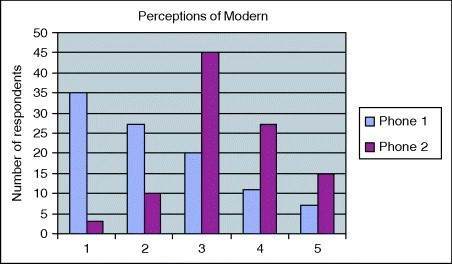 Perceptions of Modern
Number of respondents
50
45
40
35
30
25
20
15
10
5
0
1 2 3 4 5
Phone 1
Phone 2